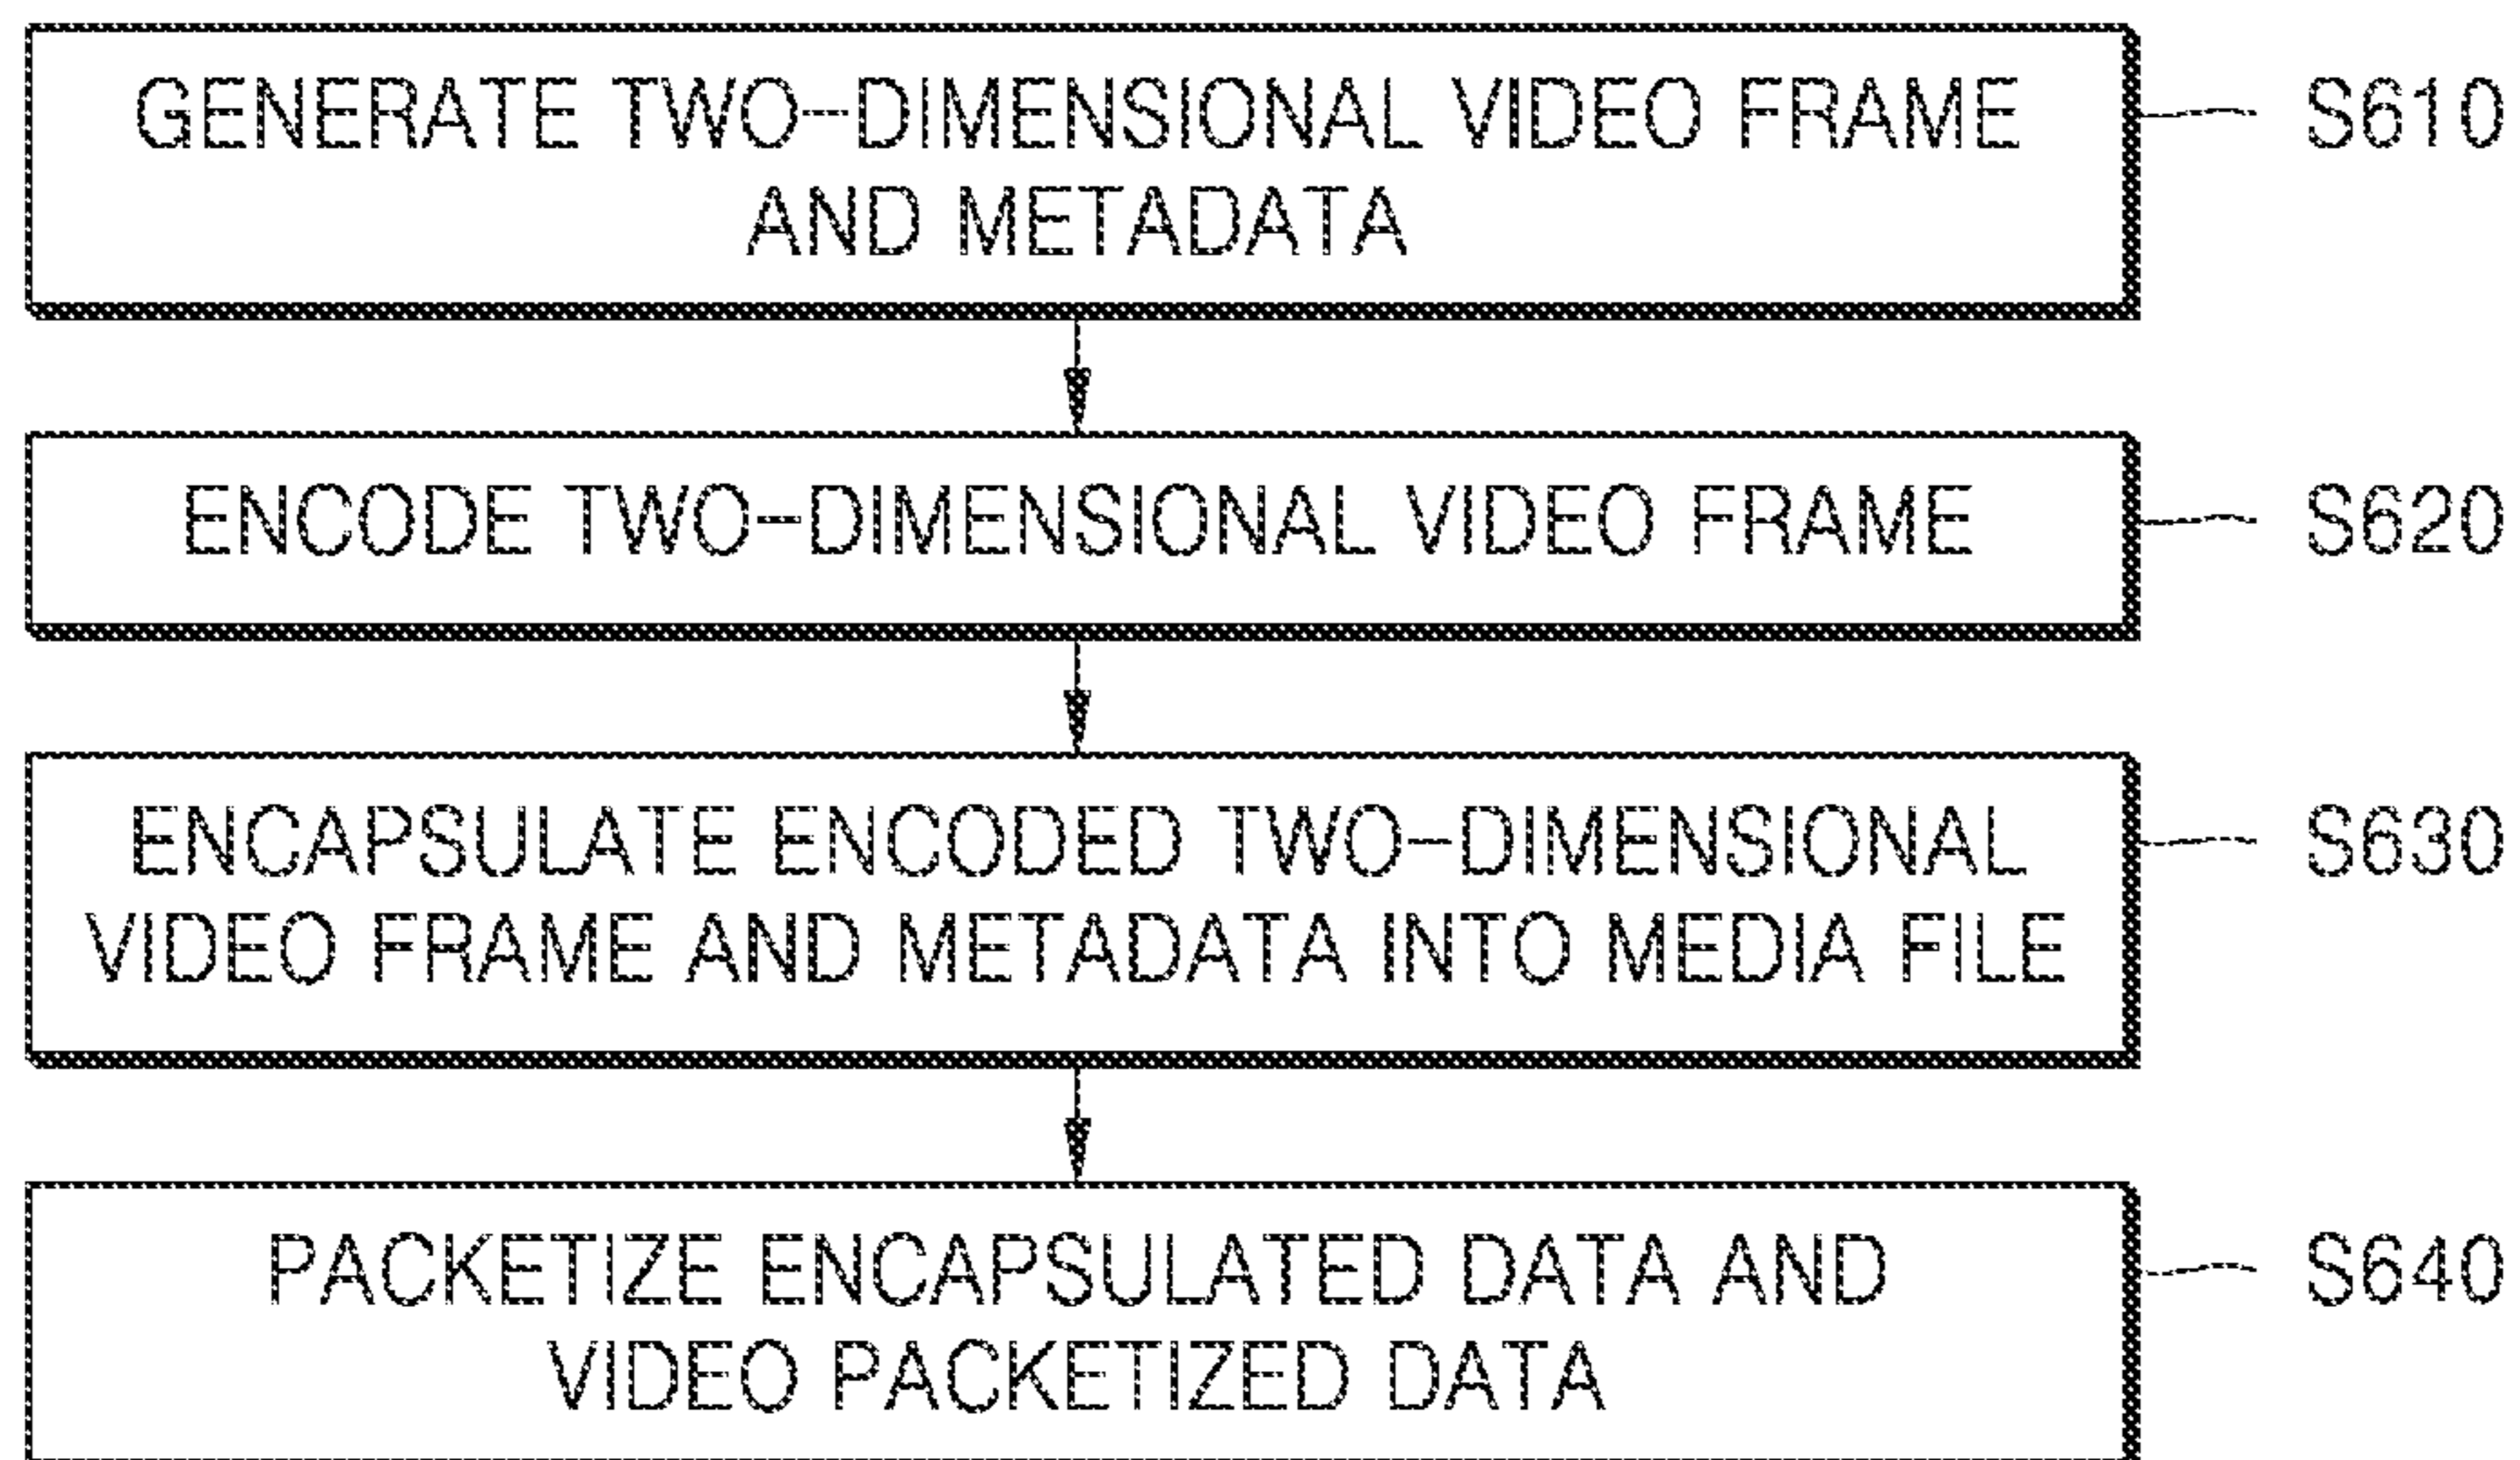 GENERATE TWO-DIMENSIONAL VIDEO FRAME
AND METADATA
S610
ENCODE TWO-DIMENSIONAL VIDEO FRAME
S620
ENCAPSULATE ENCODED TWO-DIMENSIONAL
VIDEO FRAME AND METADATA INTO MEDIA FILE
S630
PACKETIZE ENCAPSULATED DATA AND
VIDEO PACKETIZED DATA
S640